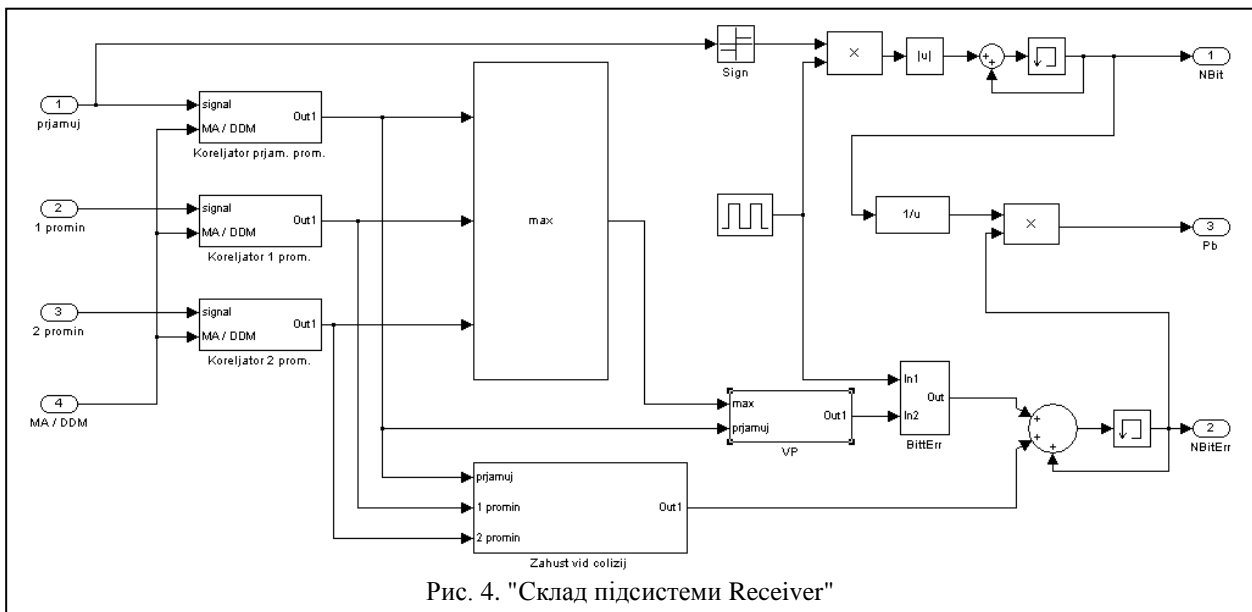 Sign
×
|u|
+
+
1
NBit
1
prjamuj
signal
MA / DDM
Out1
Koreljator prjam. prom.
2
1 promin
signal
MA / DDM
Out1
Koreljator 1 prom.
max
1/u
×
3
Pb
3
2 promin
signal
MA / DDM
Out1
Koreljator 2 prom.
4
MA / DDM
max
prjamuj
Out1
VP
In1
In2
Out
BittErr
+
+
+
2
NBitErr
prjamuj
1 promin
2 promin
Out1
Zahust vid colizij
Рис. 4. "Склад підсистеми Receiver"